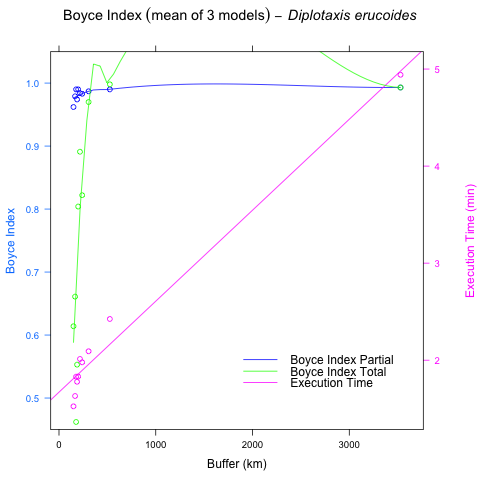 Boyce Index (mean of 3 models) – Diplotaxis erucoides
1.0
0.9
0.8
0.7
0.6
0.5
Boyce Index
5
4
3
2
Execution Time (min)
Boyce Index Partial
Boyce Index Total
Execution Time
0 1000 2000 3000
Buffer (km)